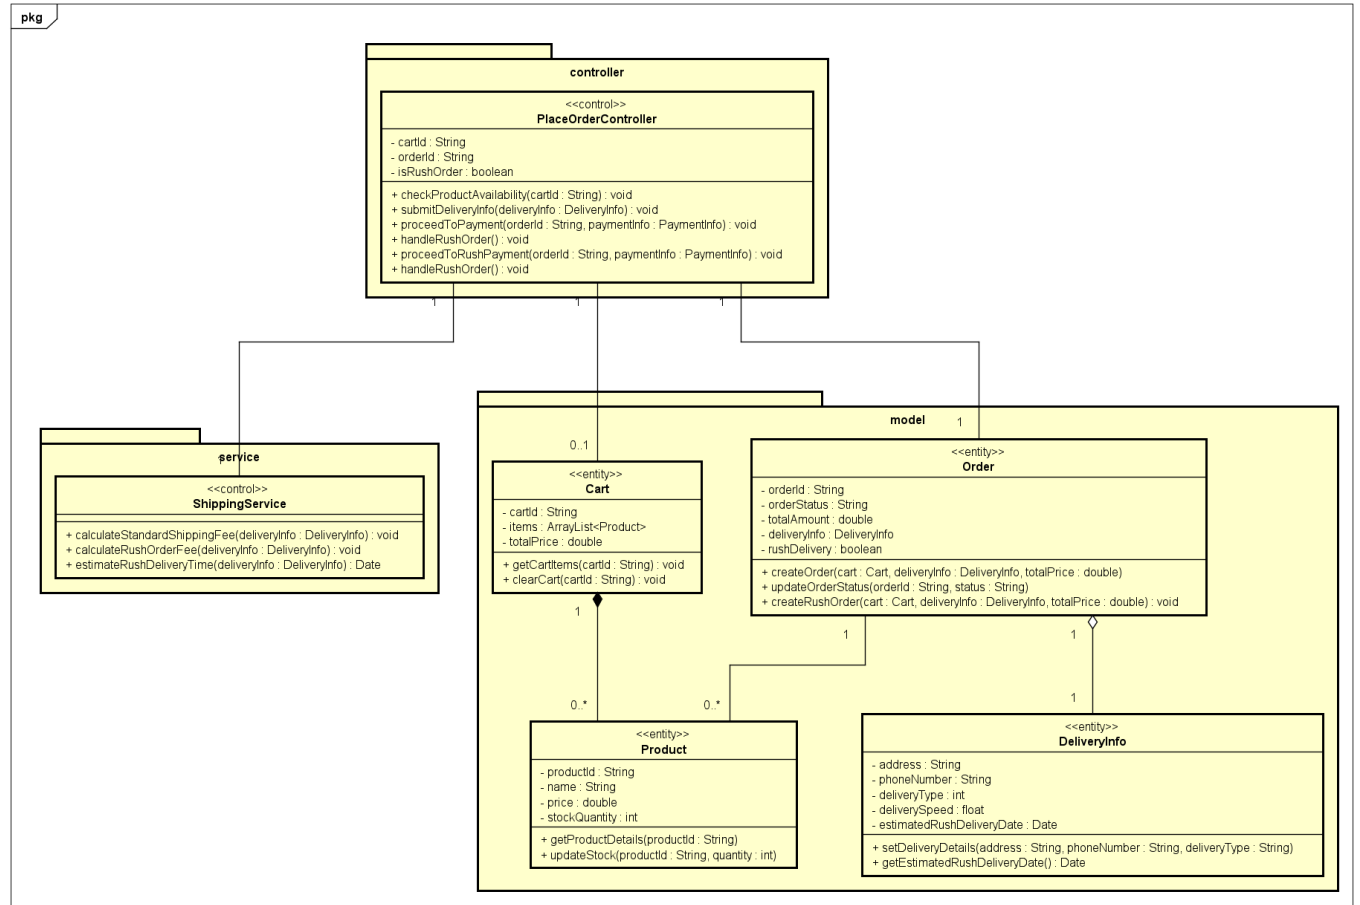 pkg
controller
<<control>>
PlaceOrderController
- cartId : String
- orderId : String
- isRushOrder : boolean
+ checkProductAvailability(cartId : String) : void
+ submitDeliveryInfo(deliveryInfo : DeliveryInfo) : void
+ proceedToPayment(orderId : String, paymentInfo : PaymentInfo) : void
+ handleRushOrder() : void
+ proceedToRushPayment(orderId : String, paymentInfo : PaymentInfo) : void
+ handleRushOrder() : void
1
1
1
service
1
<<control>>
ShippingService
+ calculateStandardShippingFee(deliveryInfo : DeliveryInfo) : void
+ calculateRushOrderFee(deliveryInfo : DeliveryInfo) : void
+ estimateRushDeliveryTime(deliveryInfo : DeliveryInfo) : Date
model
0..1
<<entity>>
Cart
- cartId : String
- items : ArrayList<Product>
- totalPrice : double
+ getCartItems(cartId : String) : void
+ clearCart(cartId : String) : void
1
0..*
1
<<entity>>
Order
- orderId : String
- orderStatus : String
- totalAmount : double
- deliveryInfo : DeliveryInfo
- rushDelivery : boolean
+ createOrder(cart : Cart, deliveryInfo : DeliveryInfo, totalPrice : double)
+ updateOrderStatus(orderId : String, status : String)
+ createRushOrder(cart : Cart, deliveryInfo : DeliveryInfo, totalPrice : double) : void
1
0..*
1
1
<<entity>>
Product
- productId : String
- name : String
- price : double
- stockQuantity : int
+ getProductDetails(productId : String)
+ updateStock(productId : String, quantity : int)
<<entity>>
DeliveryInfo
- address : String
- phoneNumber : String
- deliveryType : int
- deliverySpeed : float
- estimatedRushDeliveryDate : Date
+ setDeliveryDetails(address : String, phoneNumber : String, deliveryType : String)
+ getEstimatedRushDeliveryDate() : Date